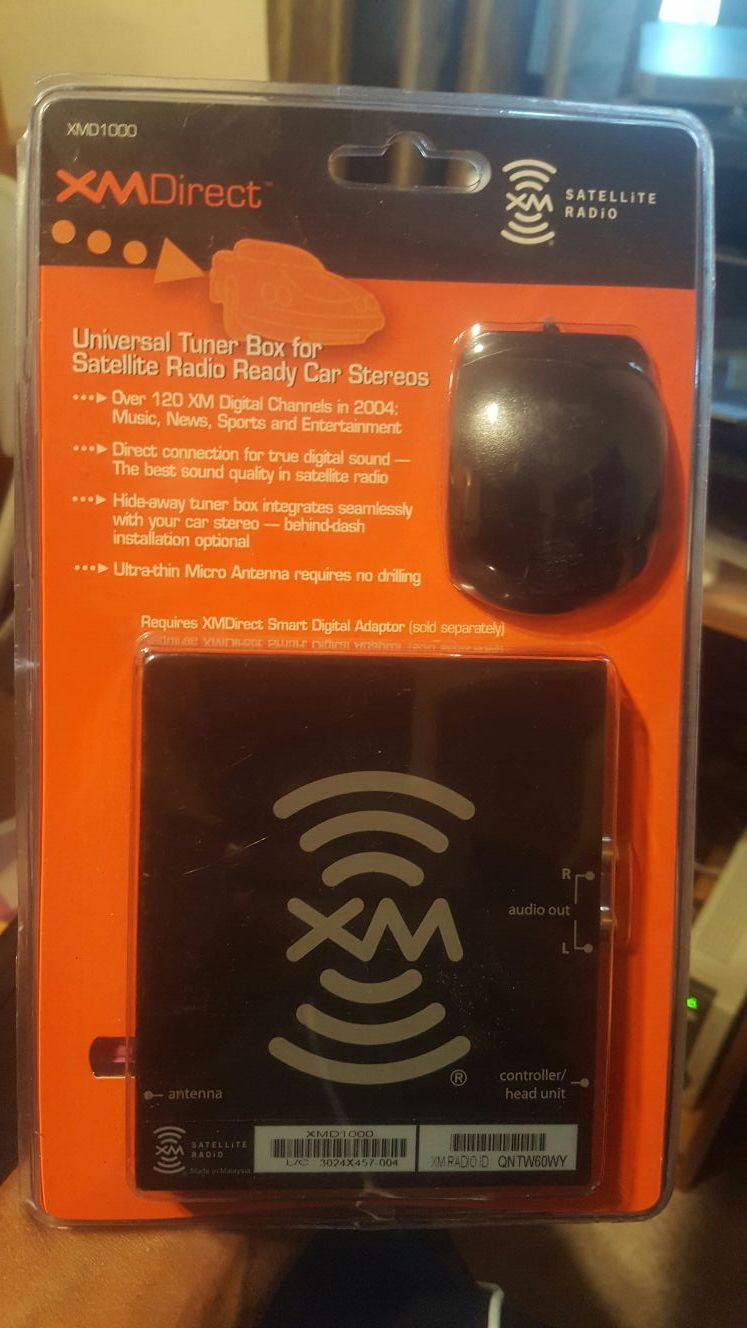 XMD1000
XMDirect™
XM SATELLiTE
RADiO
Universal Tuner Box for
Satellite Radio Ready Car Stereos
Over 120 XM Digital Channels in 2004:
Music, News, Sports and Entertainment
Direct connection for true digital sound —
The best sound quality in satellite radio
Hide-away tuner box integrates seamlessly
with your car stereo — behind-dash
installation optional
Ultra-thin Micro Antenna requires no drilling
Requires XMDirect Smart Digital Adaptor (sold separately)
XM
®
R
audio out
L
controller/
head unit
antenna
XM SATELLiTE
RADiO
Made in Malaysia
XMD1000
L/C: 3024X457-004
XM RADIO ID QNTW60WY